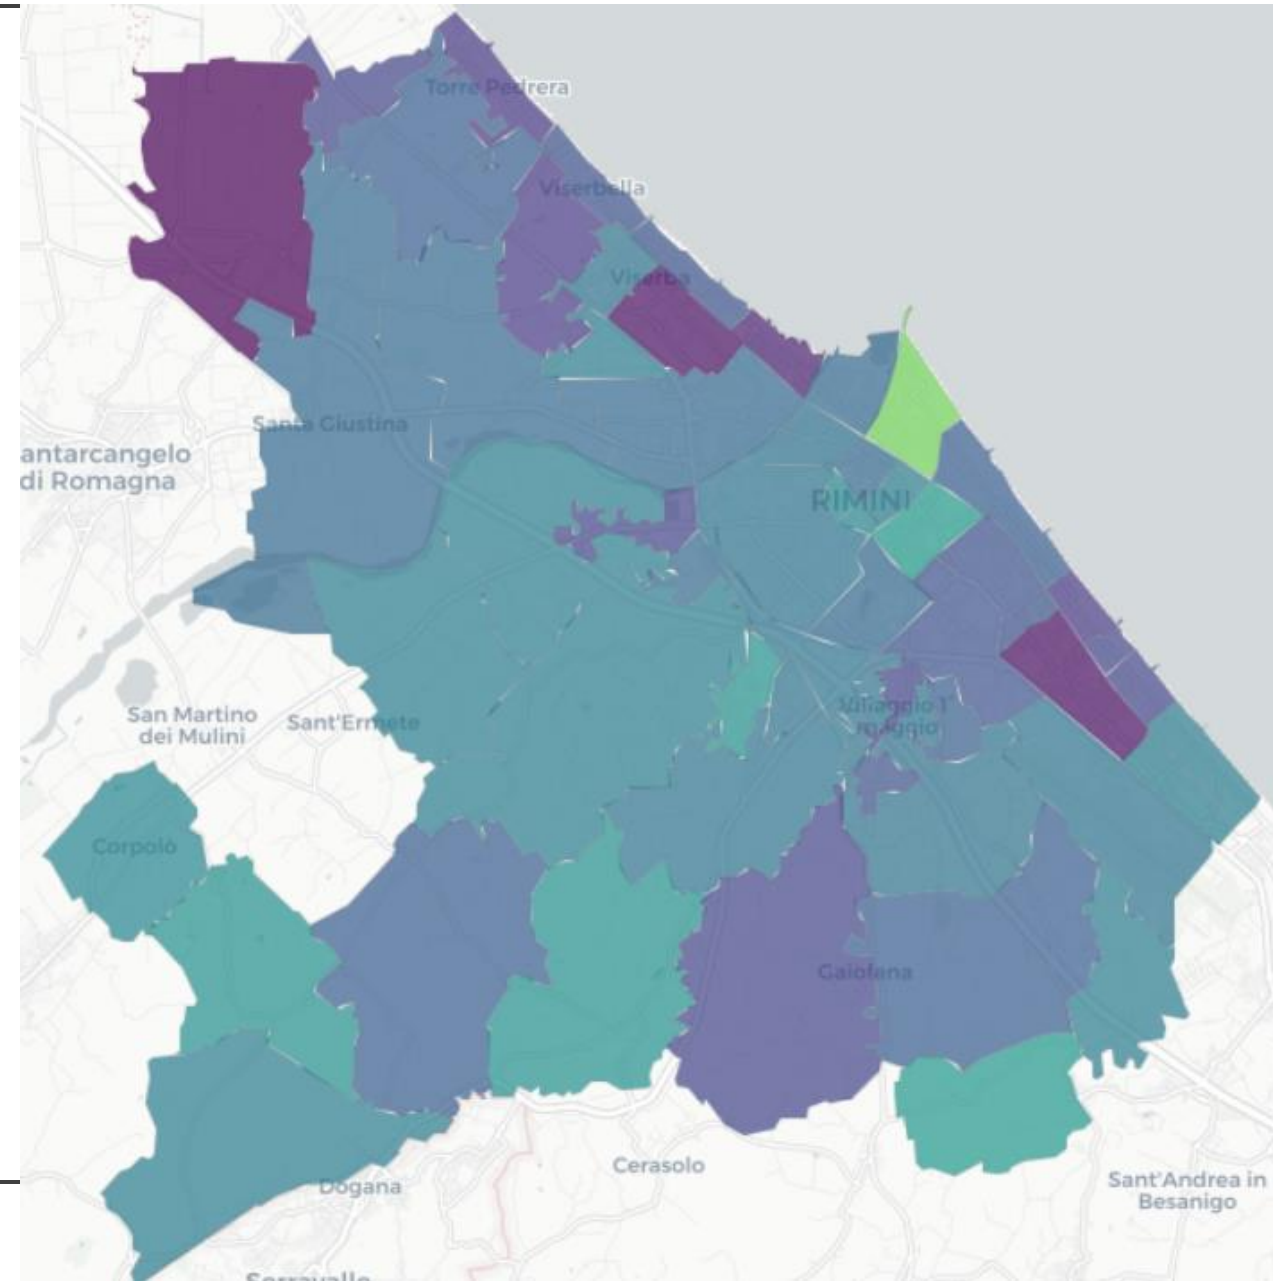 Torre Pedrera
Viserbella
Viserba
Santa Giustina
antarcangelo
di Romagna
RIMINI
San Martino
dei Mulini
Sant'Ermete
Villaggio 1
maggio
Corpolò
Gaiofana
Cerasolo
Dogana
Sant'Andrea in
Besanigo
Serravalle